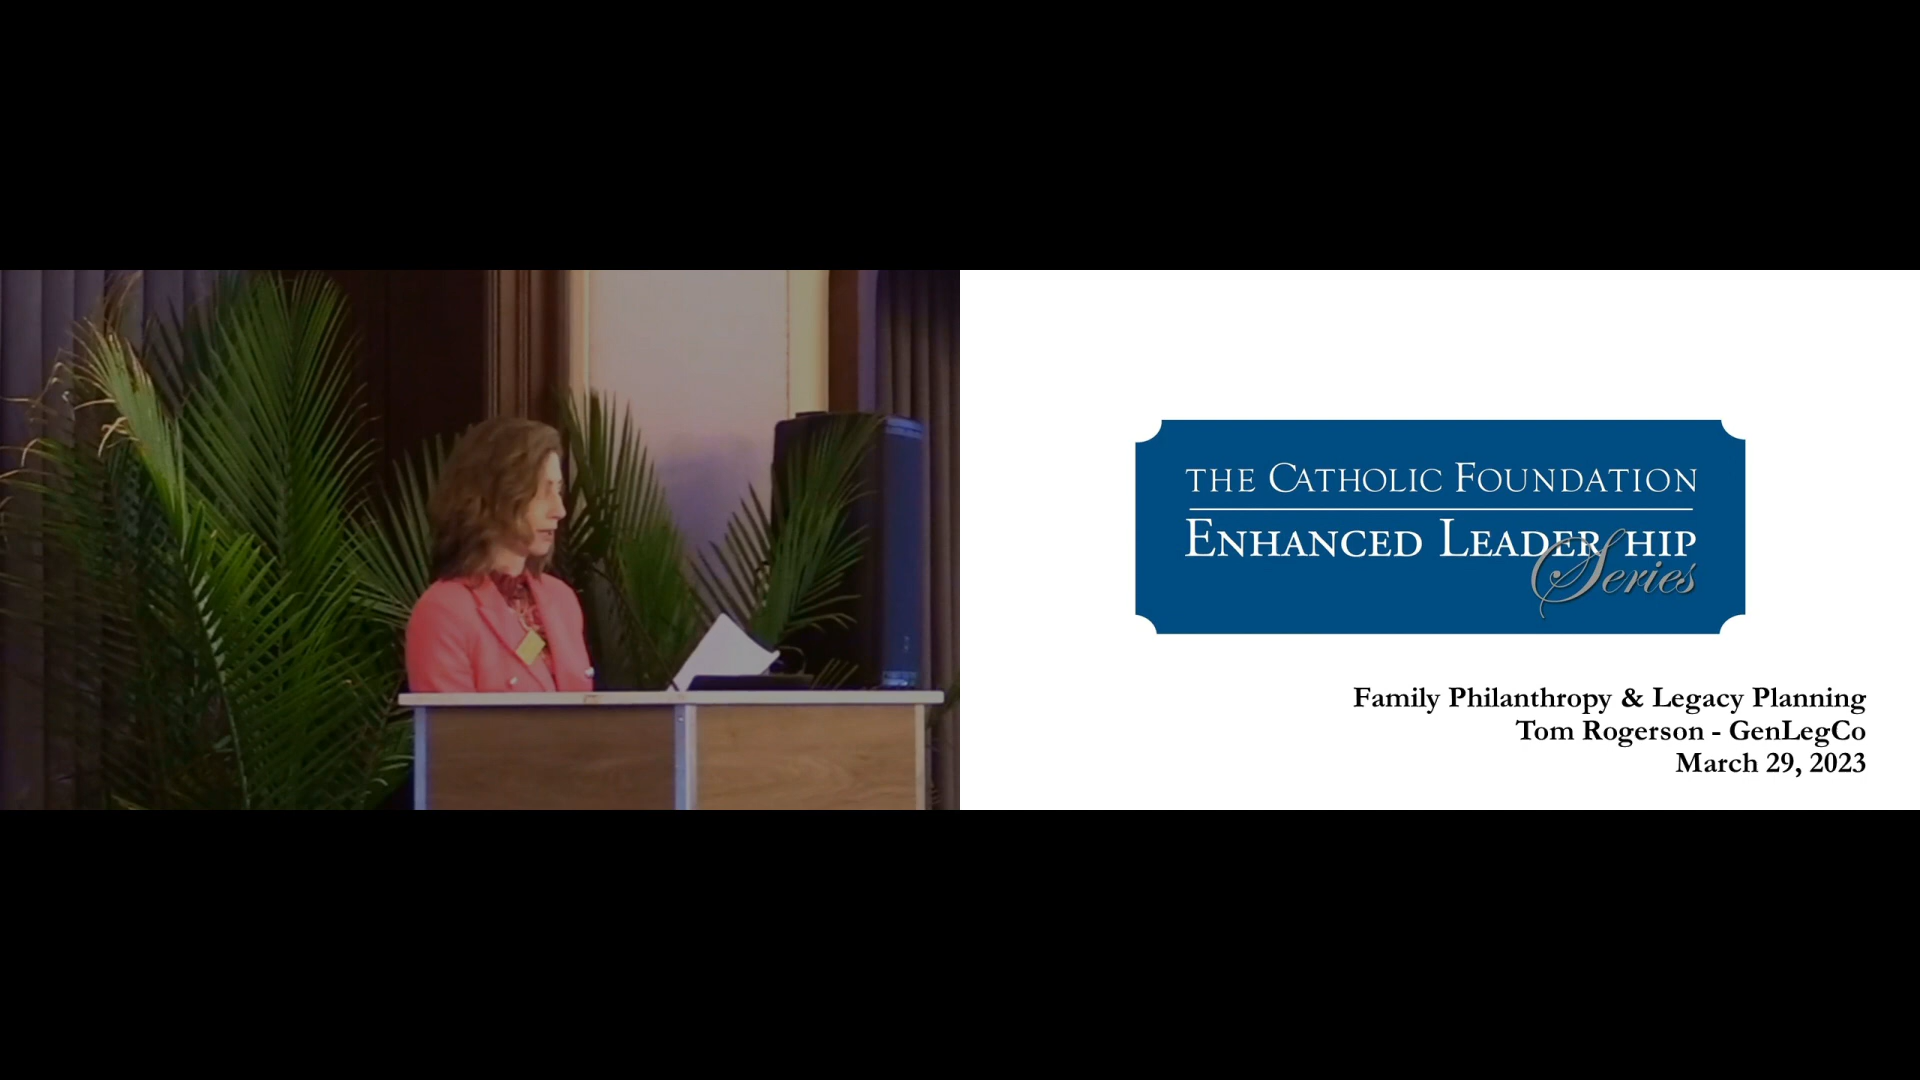 THE CATHOLIC FOUNDATION
ENHANCED LEADERSHIP
Series
Family Philanthropy & Legacy Planning
Tom Rogerson - GenLegCo
March 29, 2023